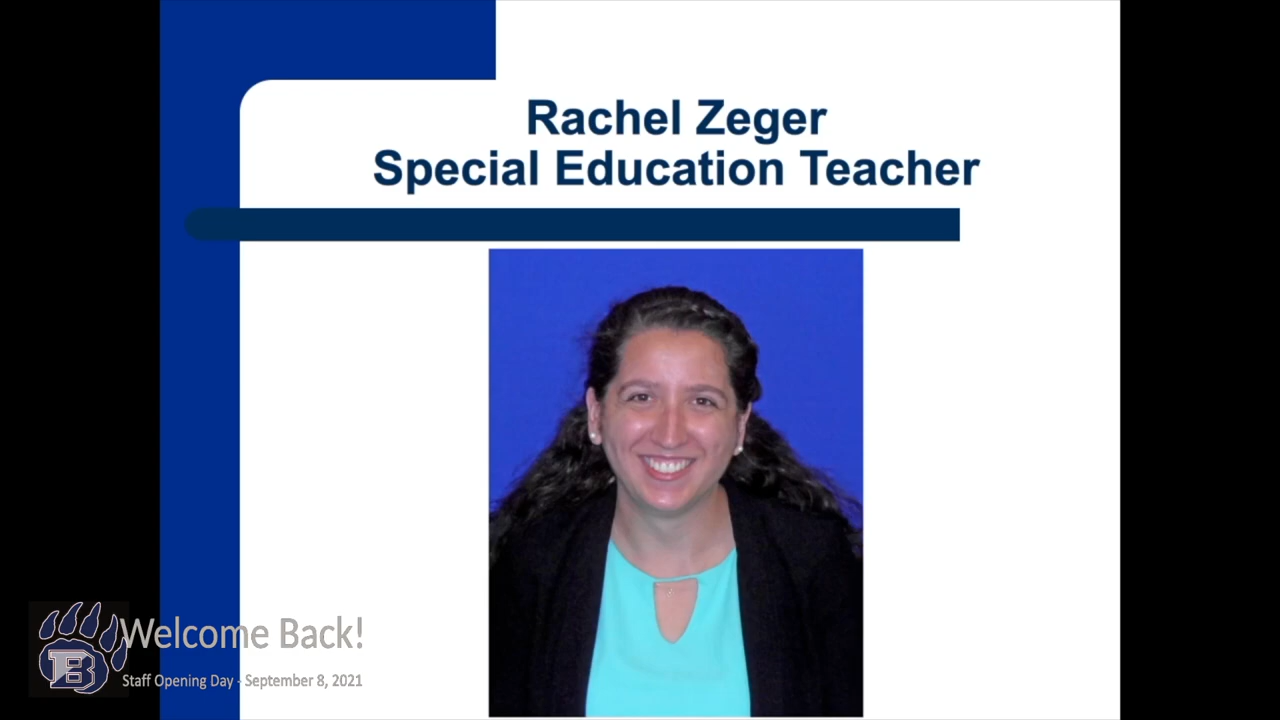 Rachel Zeger
Special Education Teacher
B
Welcome Back!
Staff Opening Day - September 8, 2021